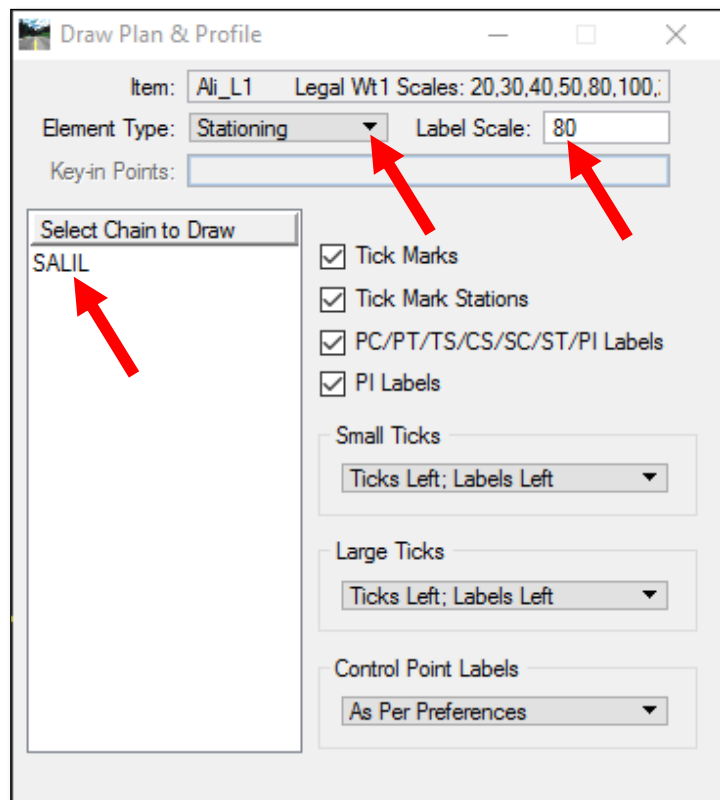 Draw Plan & Profile
Item: Ali_L1 Legal Wt1 Scales: 20,30,40,50,80,100,
Element Type: Stationing Label Scale: 80
Key-in Points:
Select Chain to Draw
SALIL
Tick Marks
Tick Mark Stations
PC/PT/TS/CS/SC/ST/PI Labels
PI Labels
Small Ticks
Ticks Left; Labels Left
Large Ticks
Ticks Left; Labels Left
Control Point Labels
As Per Preferences